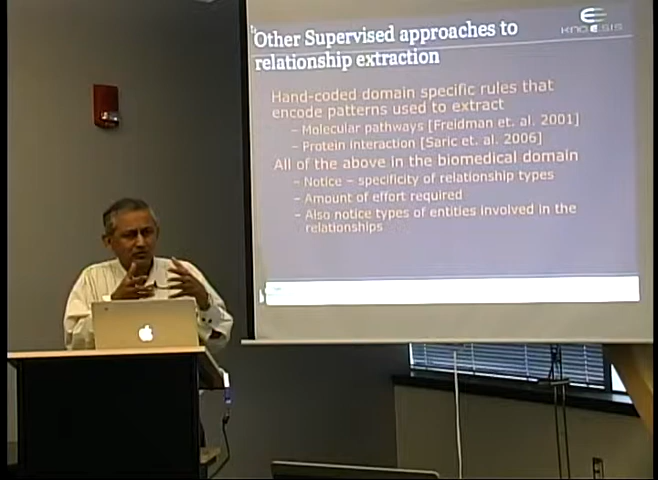 Other Supervised approaches to
relationship extraction
KNO.E.SIS
Hand-coded domain specific rules that
encode patterns used to extract
– Molecular pathways [Freidman et. al. 2001]
– Protein interaction [Saric et. al. 2006]
All of the above in the biomedical domain
– Notice – specificity of relationship types
– Amount of effort required
– Also notice types of entities involved in the
relationships